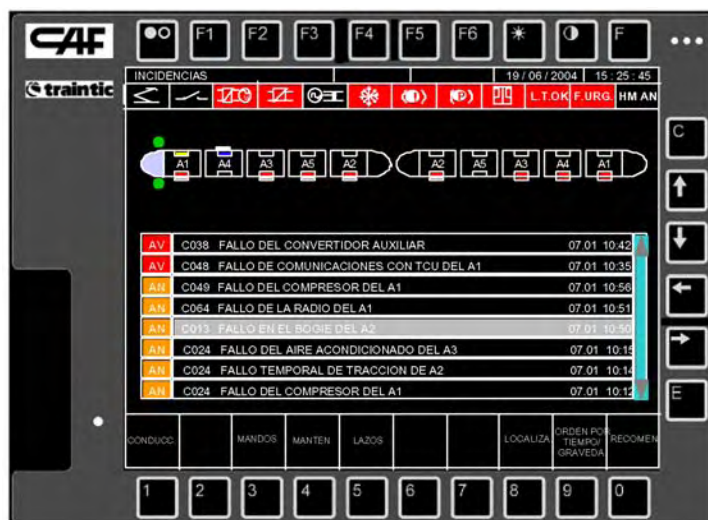 CAF
traintic
F1 F2 F3 F4 F5 F6 F
INCIDENCIAS 19 / 06 / 2004 15 : 25 : 45
L.T.OK F.URG. HM AN
A1 A4 A3 A5 A2 A2 A5 A3 A4 A1
C
AV C038 FALLO DEL CONVERTIDOR AUXILIAR 07.01 10:42
AV C048 FALLO DE COMUNICACIONES CON TCU DEL A1 07.01 10:35
AN C049 FALLO DEL COMPRESOR DEL A1 07.01 10:56
AN C064 FALLO DE LA RADIO DEL A1 07.01 10:51
AN C013 FALLO EN EL BOGIE DEL A2 07.01 10:50
AN C024 FALLO DEL AIRE ACONDICIONADO DEL A3 07.01 10:15
AN C024 FALLO TEMPORAL DE TRACCION DE A2 07.01 10:14
AN C024 FALLO DEL COMPRESOR DEL A1 07.01 10:12
E
CONDUCC. MANDOS MANTEN LAZOS LOCALIZA ORDEN POR
TIEMPO/
GRAVEDA RECOMEN
1 2 3 4 5 6 7 8 9 0